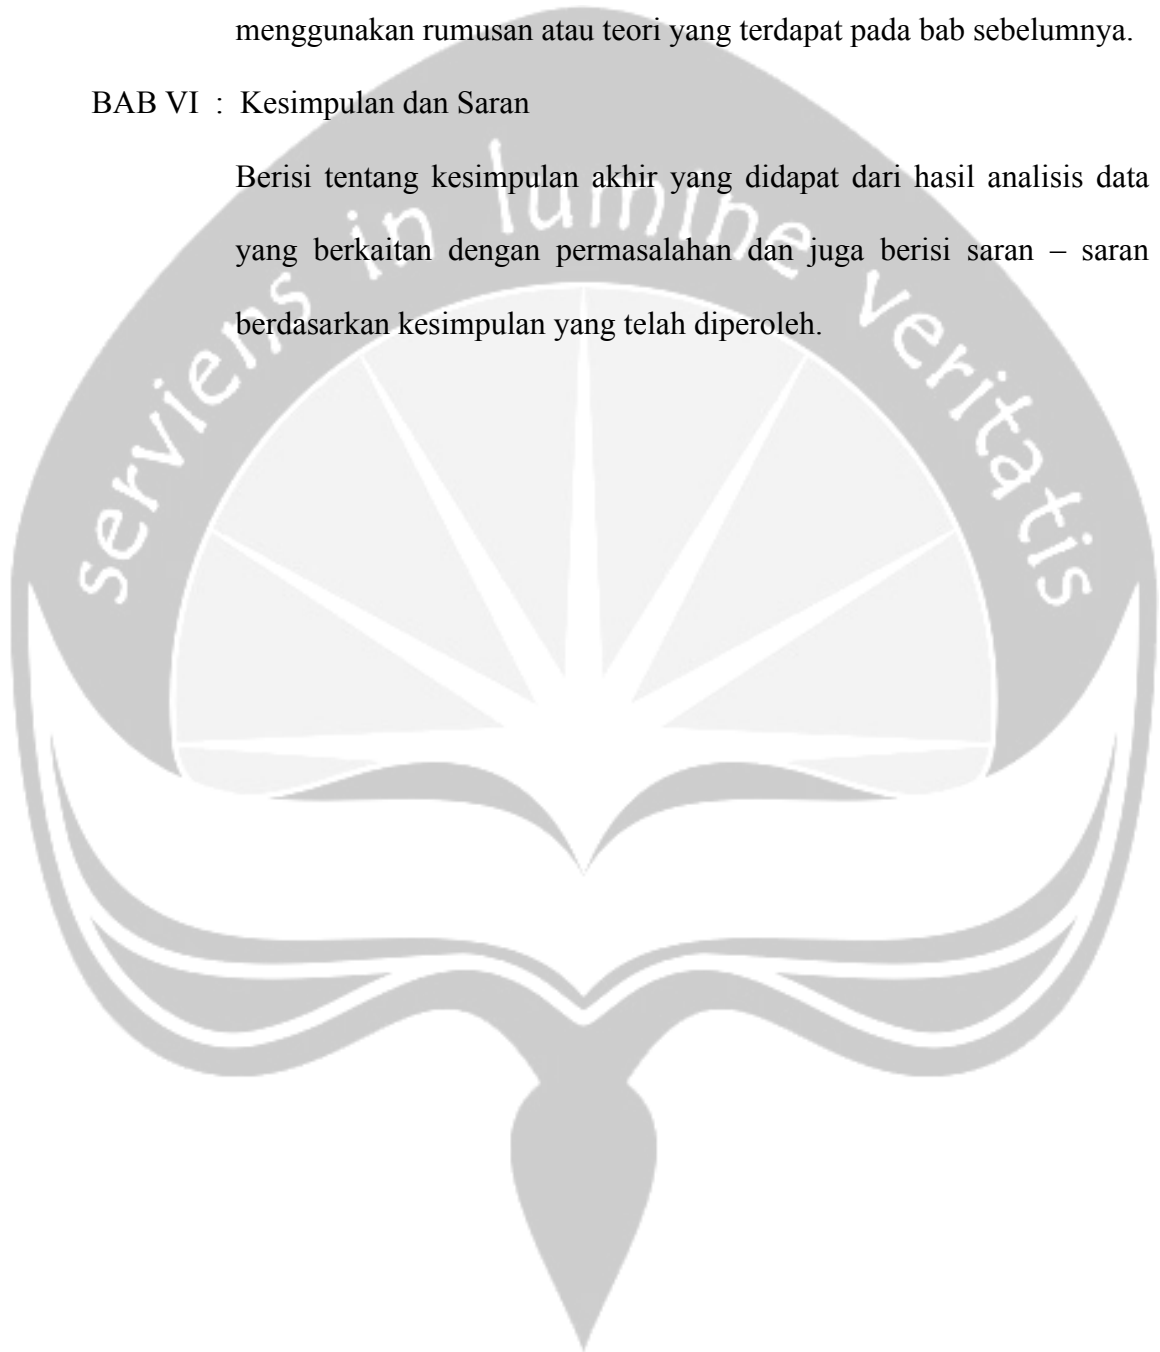 menggunakan rumusan atau teori yang terdapat pada bab sebelumnya.
BAB VI : Kesimpulan dan Saran
Berisi tentang kesimpulan akhir yang didapat dari hasil analisis data
yang berkaitan dengan permasalahan dan juga berisi saran – saran
berdasarkan kesimpulan yang telah diperoleh.
serviens in lumine veritatis